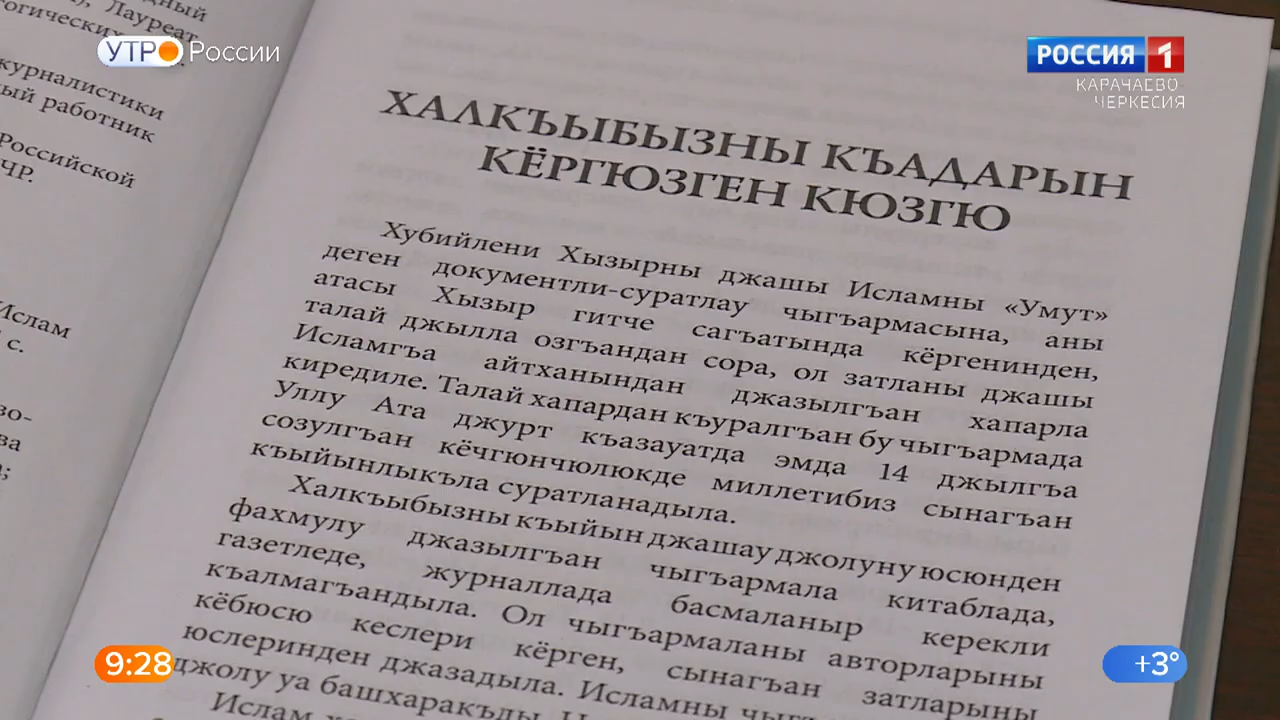 УТРО России
РОССИЯ 1
КАРАЧАЕВО-
ЧЕРКЕСИЯ
Лауреат
журналистики
работник
Российской
ЧР.
Ислам
с.
ХАЛКЪЫБЫЗНЫ КЪАДАРЫН
КЁРГЮЗГЕН КЮЗГЮ
Хубийлени Хызырны джашы Исламны «Умут»
деген документли-суратлау чыгъармасына, аны
атасы Хызыр гитче сагъатында кёргенинден,
талай джылла озгъандан сора, ол затланы джашы
Исламгъа айтханындан джазылгъан хапарла
киредиле. Талай хапардан къуралгъан бу чыгъармада
Уллу Ата джурт къазауатда эмда 14 джылгъа
созулгъан кёчгюнчюлюкде миллетибиз сынагъан
къыйынлыкъла суратланадыла.
Халкъыбызны къыйын джашау джолуну юсюнден
фахмулу джазылгъан чыгъармала китаблада,
газетледе, журналлада басмаланыр керекли
къалмагъандыла. Ол чыгъармаланы авторларыны
кёбюсю кеслери кёрген, сынагъан затларыны
юслеринден джазадыла. Исламны
джолу уа башхаракъды.
Ислам
9:28
+3°